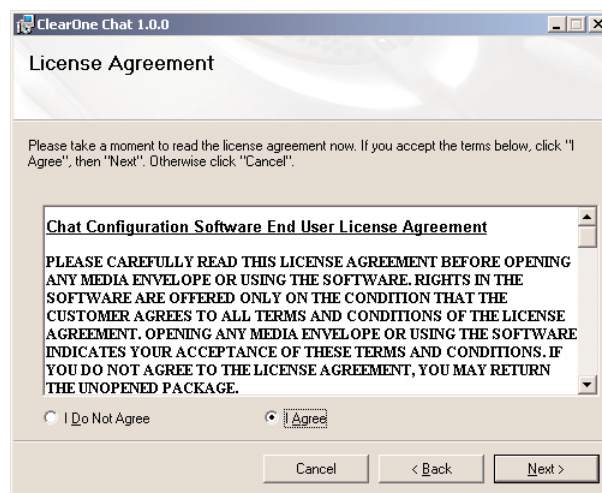 ClearOne Chat 1.0.0
License Agreement
Please take a moment to read the license agreement now. If you accept the terms below, click "I
Agree", then "Next". Otherwise click "Cancel".
Chat Configuration Software End User License Agreement
PLEASE CAREFULLY READ THIS LICENSE AGREEMENT BEFORE OPENING
ANY MEDIA ENVELOPE OR USING THE SOFTWARE. RIGHTS IN THE
SOFTWARE ARE OFFERED ONLY ON THE CONDITION THAT THE
CUSTOMER AGREES TO ALL TERMS AND CONDITIONS OF THE LICENSE
AGREEMENT. OPENING ANY MEDIA ENVELOPE OR USING THE SOFTWARE
INDICATES YOUR ACCEPTANCE OF THESE TERMS AND CONDITIONS. IF
YOU DO NOT AGREE TO THE LICENSE AGREEMENT, YOU MAY RETURN
THE UNOPENED PACKAGE.
I Do Not Agree I Agree
Cancel < Back Next >